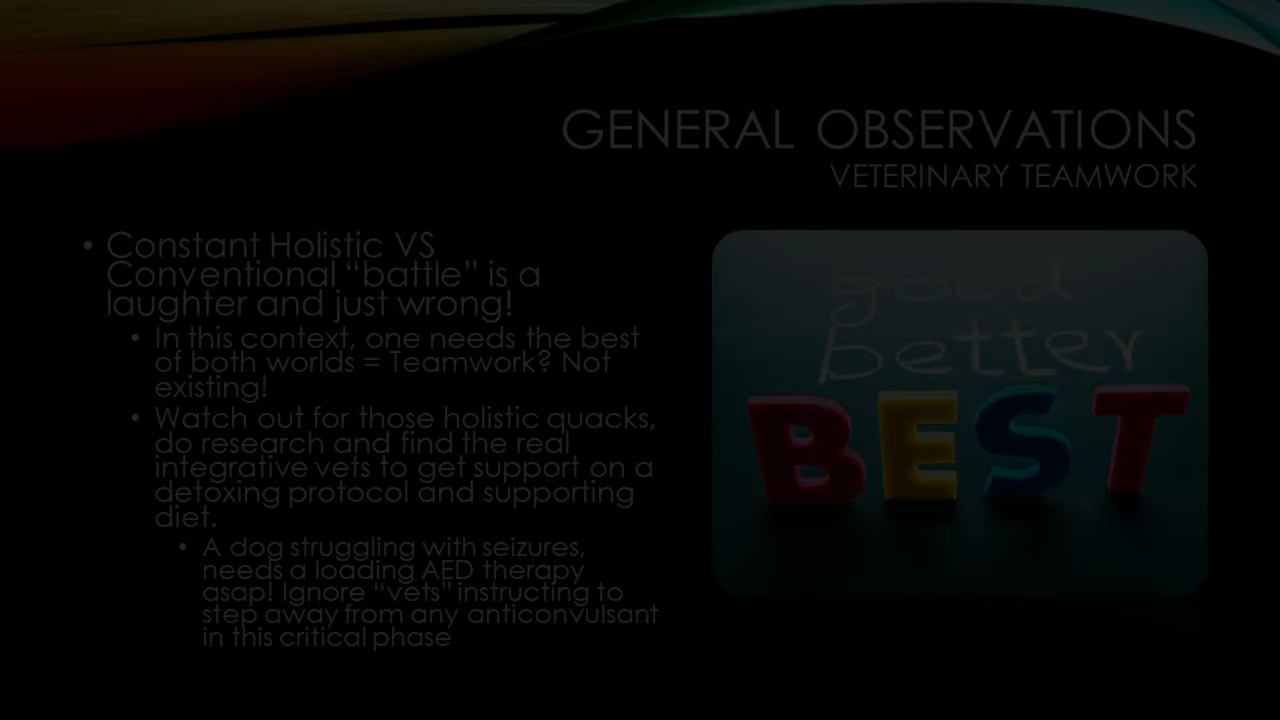 GENERAL OBSERVATIONS
VETERINARY TEAMWORK
• Constant Holistic VS
Conventional “battle” is a
laughter and just wrong!
• In this context, one needs the best
of both worlds = Teamwork? Not
existing!
• Watch out for those holistic quacks,
do research and find the real
integrative vets to get support on a
detoxing protocol and supporting
diet.
• A dog struggling with seizures,
needs a loading AED therapy
asap! Ignore “vets” instructing to
step away from any anticonvulsant
in this critical phase
good
better
BEST